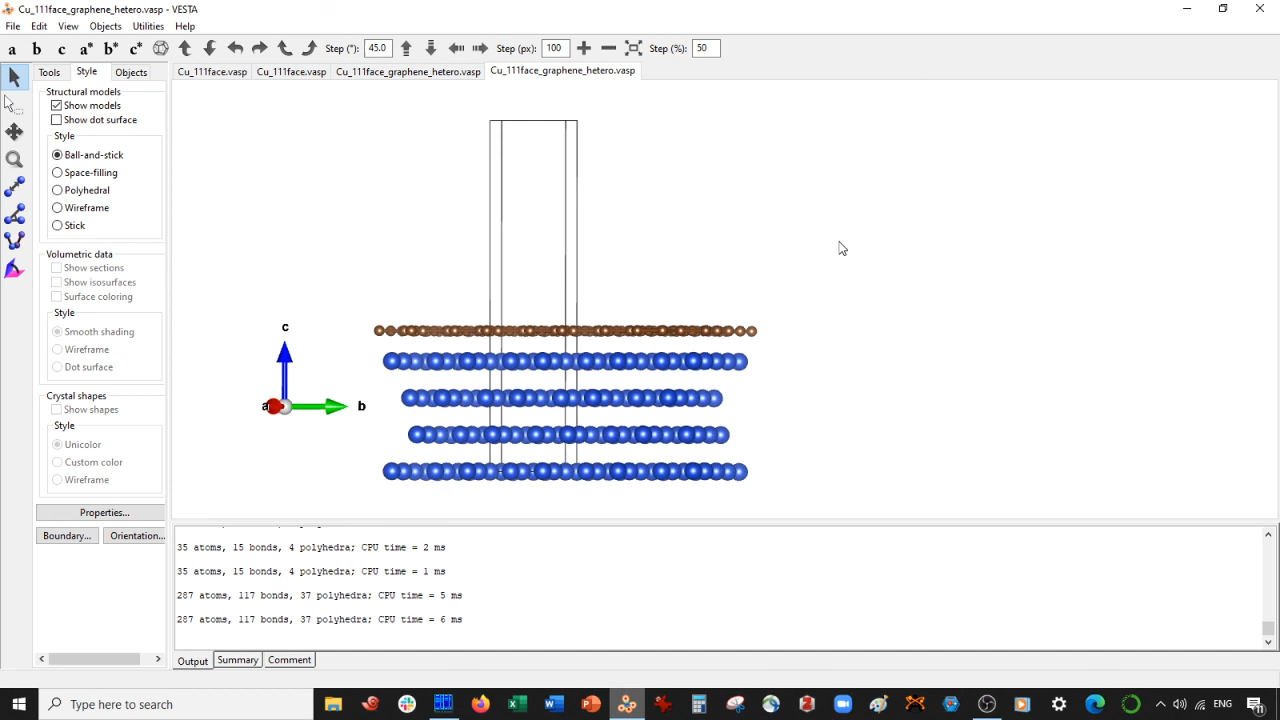 Cu_111face_graphene_hetero.vasp - VESTA
File Edit View Objects Utilities Help
a b c a* b* c* Step (°): 45.0 Step (px): 100 Step (%): 50
Tools Style Objects
Cu_111face.vasp Cu_111face.vasp Cu_111face_graphene_hetero.vasp Cu_111face_graphene_hetero.vasp
Structural models
Show models
Show dot surface
Style
Ball-and-stick
Space-filling
Polyhedral
Wireframe
Stick
Volumetric data
Show sections
Show isosurfaces
Surface coloring
Style
Smooth shading
Wireframe
Dot surface
Crystal shapes
Show shapes
Style
Unicolor
Custom color
Wireframe
Properties...
Boundary... Orientation...
c
a b
35 atoms, 15 bonds, 4 polyhedra; CPU time = 2 ms
35 atoms, 15 bonds, 4 polyhedra; CPU time = 1 ms
287 atoms, 117 bonds, 37 polyhedra; CPU time = 5 ms
287 atoms, 117 bonds, 37 polyhedra; CPU time = 6 ms
Output Summary Comment
Type here to search
ENG
11